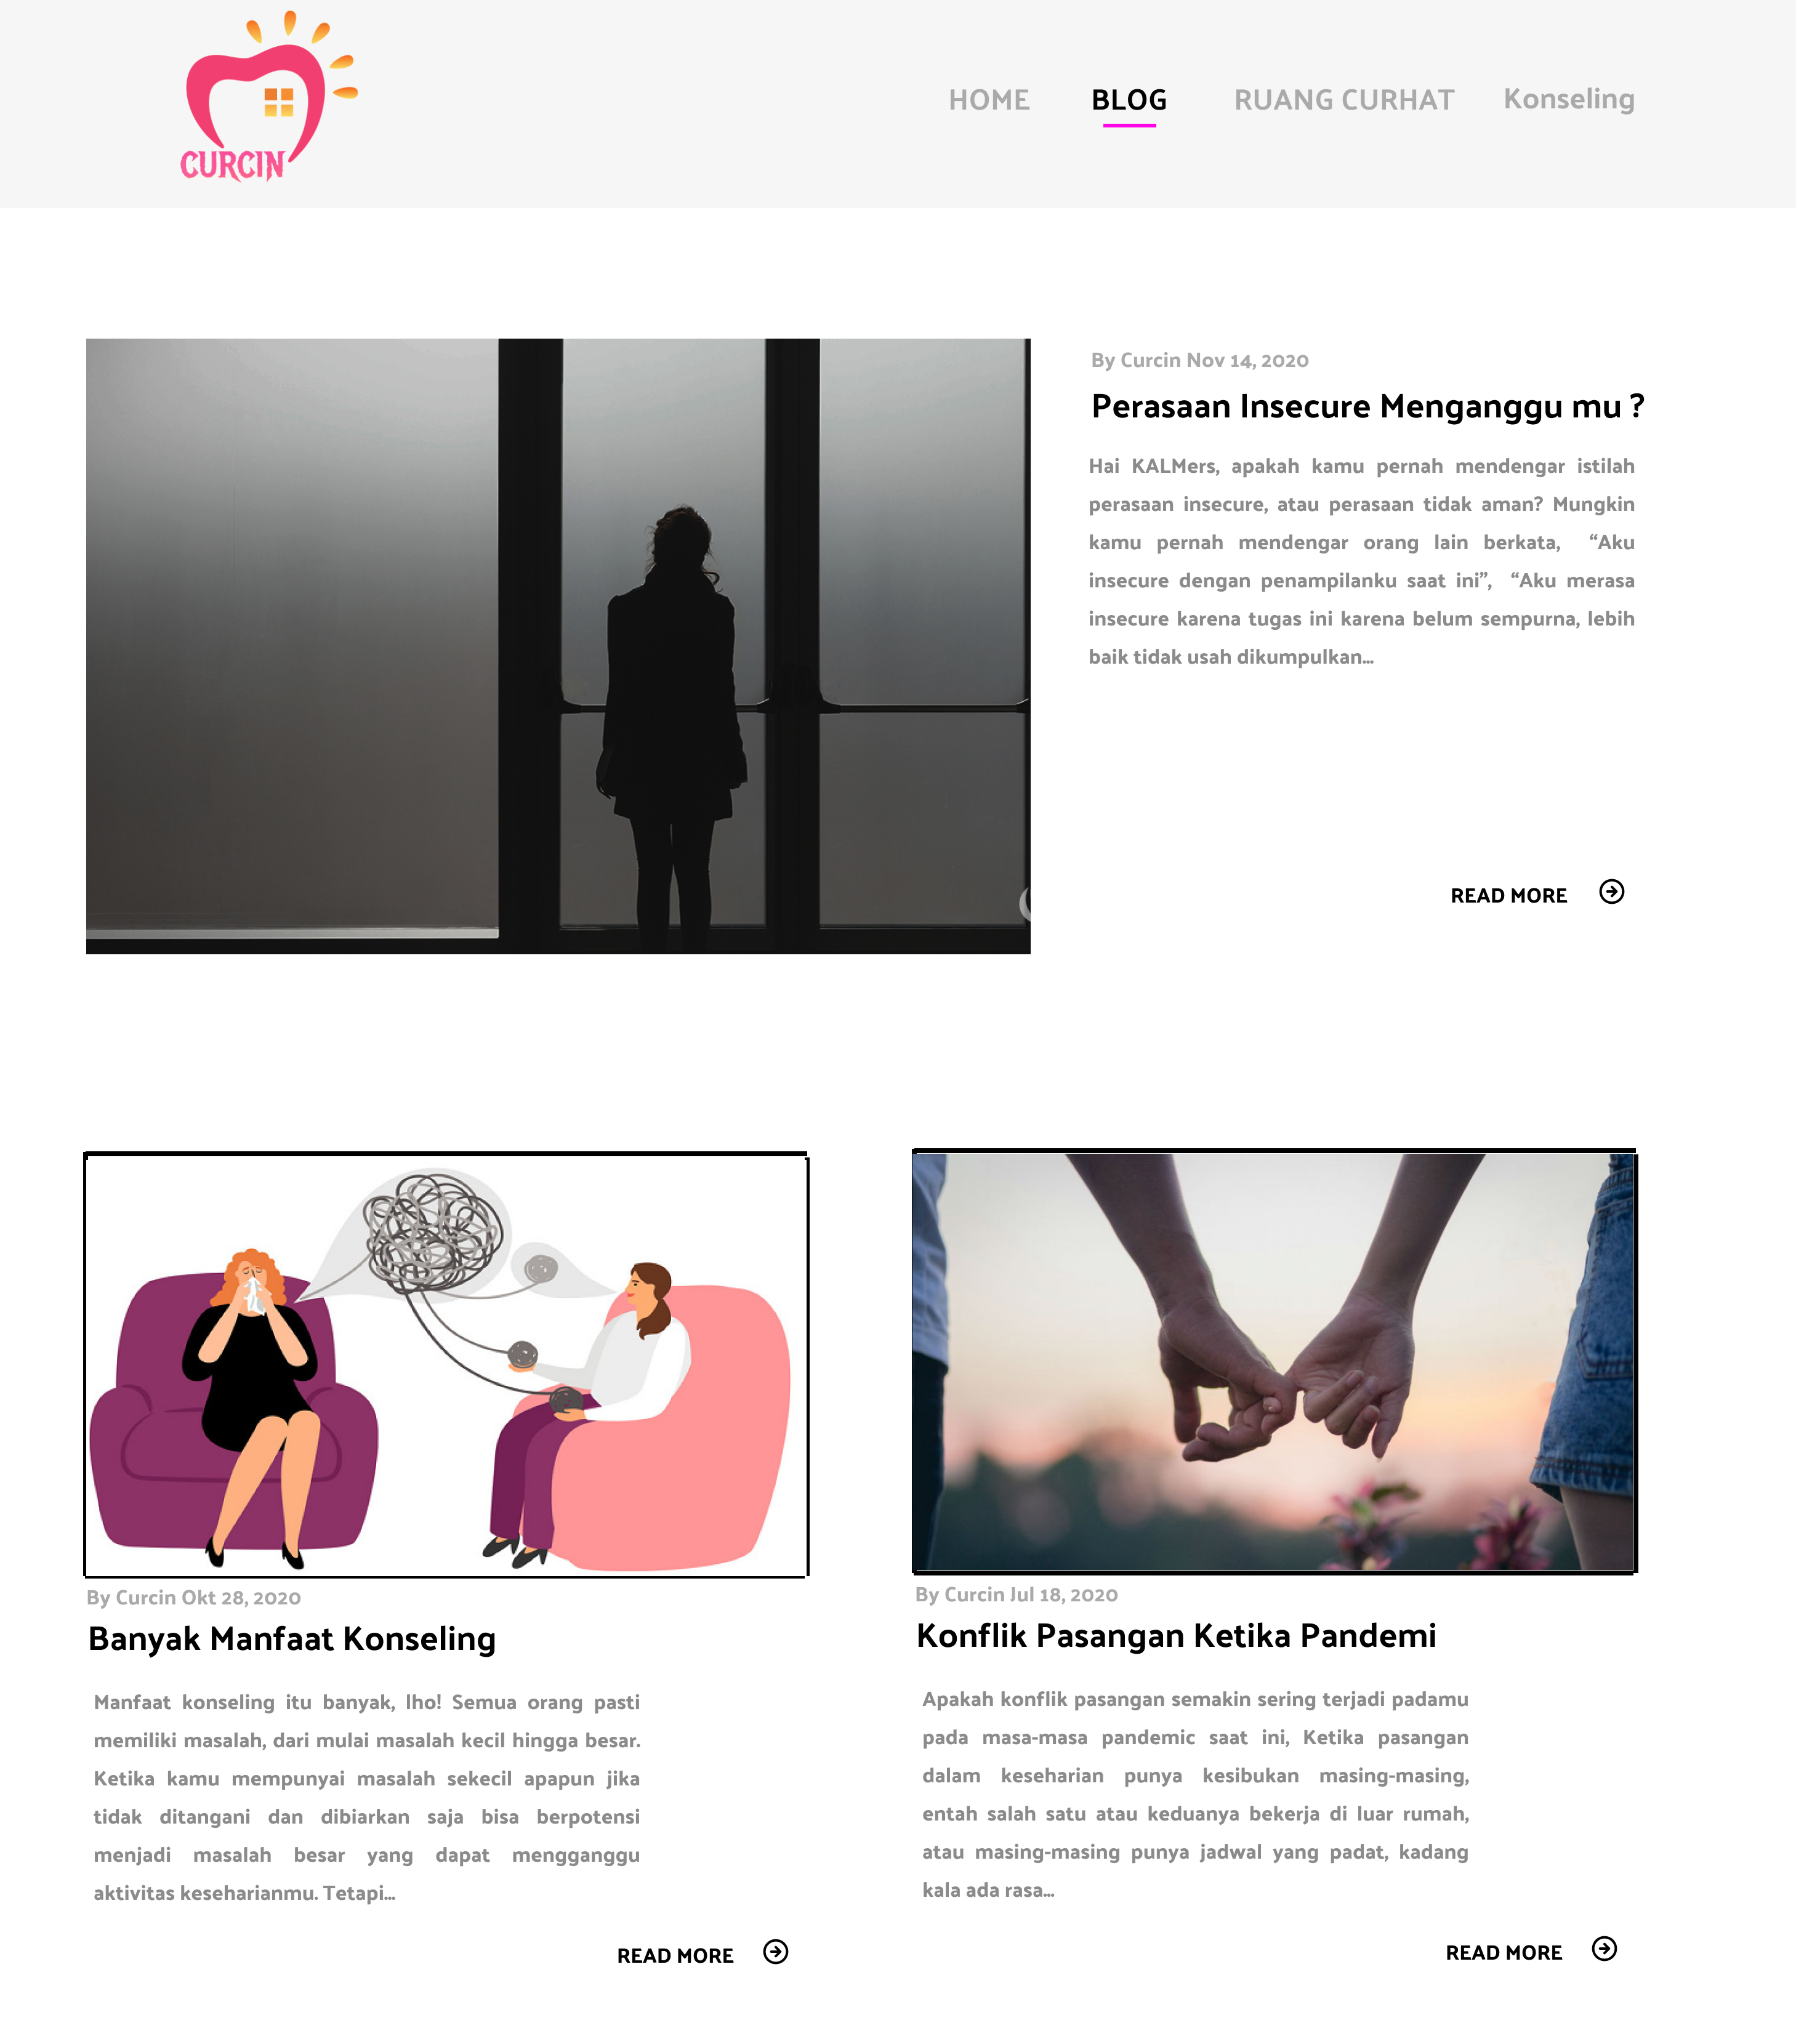 CURCIN
HOME BLOG RUANG CURHAT Konseling
By Curcin Nov 14, 2020
Perasaan Insecure Menganggu mu ?
Hai KALMers, apakah kamu pernah mendengar istilah
perasaan insecure, atau perasaan tidak aman? Mungkin
kamu pernah mendengar orang lain berkata, “Aku
insecure dengan penampilanku saat ini”, “Aku merasa
insecure karena tugas ini karena belum sempurna, lebih
baik tidak usah dikumpulkan...
READ MORE
By Curcin Okt 28, 2020
Banyak Manfaat Konseling
Manfaat konseling itu banyak, lho! Semua orang pasti
memiliki masalah, dari mulai masalah kecil hingga besar.
Ketika kamu mempunyai masalah sekecil apapun jika
tidak ditangani dan dibiarkan saja bisa berpotensi
menjadi masalah besar yang dapat mengganggu
aktivitas keseharianmu. Tetapi...
READ MORE
By Curcin Jul 18, 2020
Konflik Pasangan Ketika Pandemi
Apakah konflik pasangan semakin sering terjadi padamu
pada masa-masa pandemic saat ini, Ketika pasangan
dalam keseharian punya kesibukan masing-masing,
entah salah satu atau keduanya bekerja di luar rumah,
atau masing-masing punya jadwal yang padat, kadang
kala ada rasa...
READ MORE